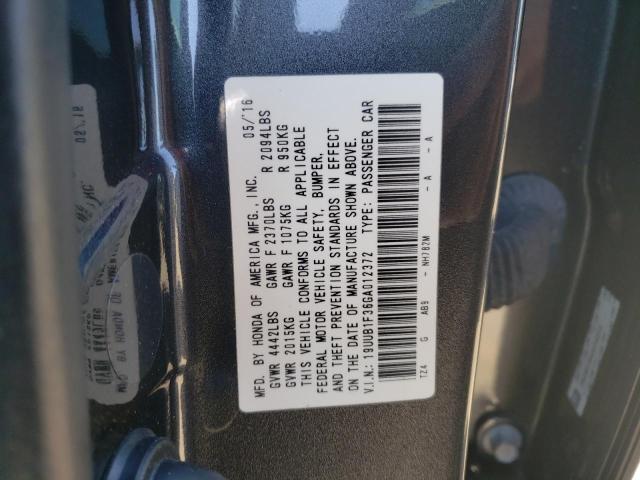 MFD. BY HONDA OF AMERICA MFG., INC. 05/'16
GVWR 4442LBS GAWR F 2370LBS R 2094LBS
GVWR 2015KG GAWR F 1075KG R 950KG
THIS VEHICLE CONFORMS TO ALL APPLICABLE
FEDERAL MOTOR VEHICLE SAFETY, BUMPER,
AND THEFT PREVENTION STANDARDS IN EFFECT
ON THE DATE OF MANUFACTURE SHOWN ABOVE.
V.I.N.: 19UUB1F36GA012372 TYPE: PASSENGER CAR
TZ4 G AB9 - NH782M - A - A